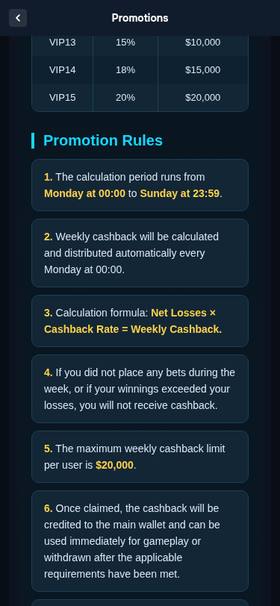 Promotions
VIP13 15% $10,000
VIP14 18% $15,000
VIP15 20% $20,000
Promotion Rules
1. The calculation period runs from
Monday at 00:00 to Sunday at 23:59.
2. Weekly cashback will be calculated
and distributed automatically every
Monday at 00:00.
3. Calculation formula: Net Losses ×
Cashback Rate = Weekly Cashback.
4. If you did not place any bets during the
week, or if your winnings exceeded your
losses, you will not receive cashback.
5. The maximum weekly cashback limit
per user is $20,000.
6. Once claimed, the cashback will be
credited to the main wallet and can be
used immediately for gameplay or
withdrawn after the applicable
requirements have been met.